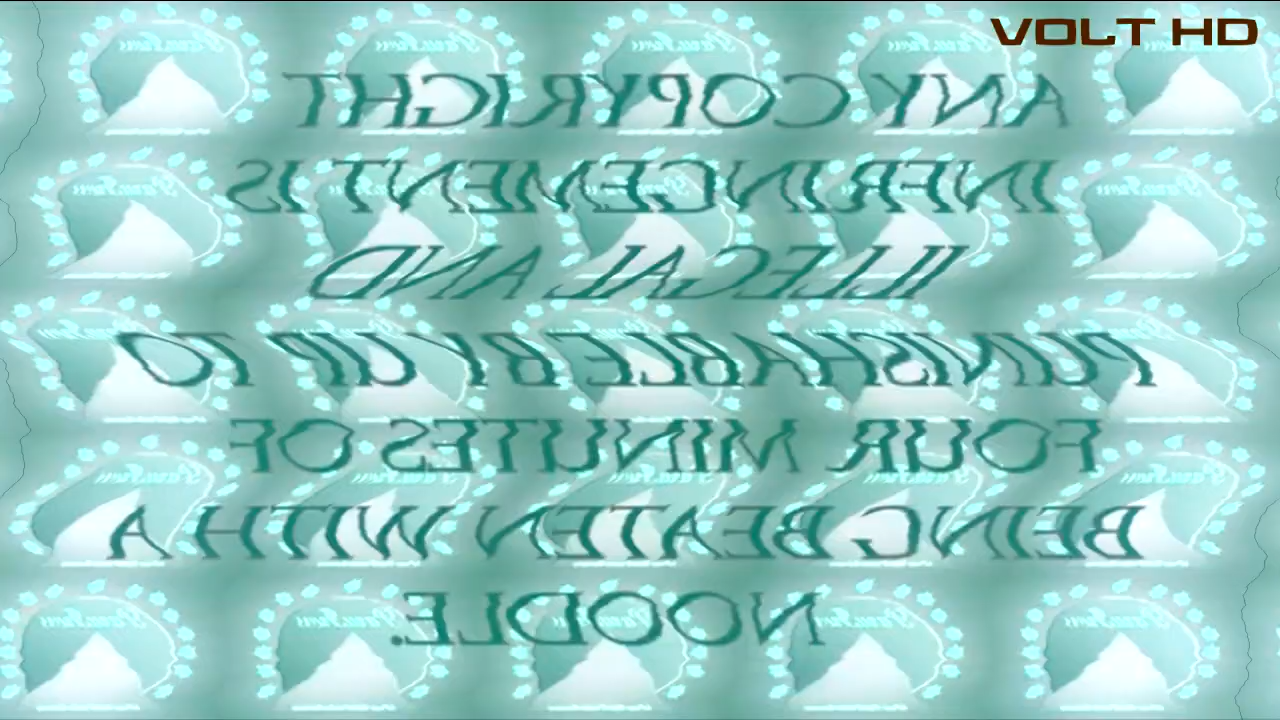 VOLT HD
ANY COPYRIGHT
INFRINGEMENT IS
ILLEGAL AND
PUNISHABLE BY UP TO
FOUR MINUTES OF
BEING BEATEN WITH A
NOODLE.